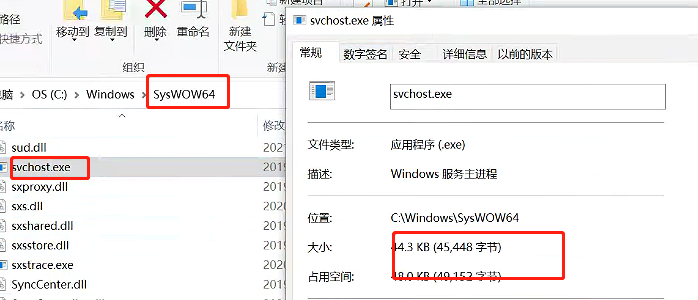 移动到 复制到 删除 重命名 新建
文件夹
新建项目
快捷方式
组织
打开
全部选择
OS (C:) › Windows › SysWOW64
名称
修改
sud.dll 2021
svchost.exe 2019
sxproxy.dll 2019
sxs.dll
sxshared.dll 2019
sxsstore.dll 2019
sxstrace.exe 2020
SyncCenter.dll
svchost.exe 属性
常规 数字签名 安全 详细信息 以前的版本
svchost.exe
文件类型: 应用程序 (.exe)
描述: Windows 服务主进程
位置: C:\Windows\SysWOW64
大小: 44.3 KB (45,448 字节)
占用空间: 48.0 KB (49,152 字节)